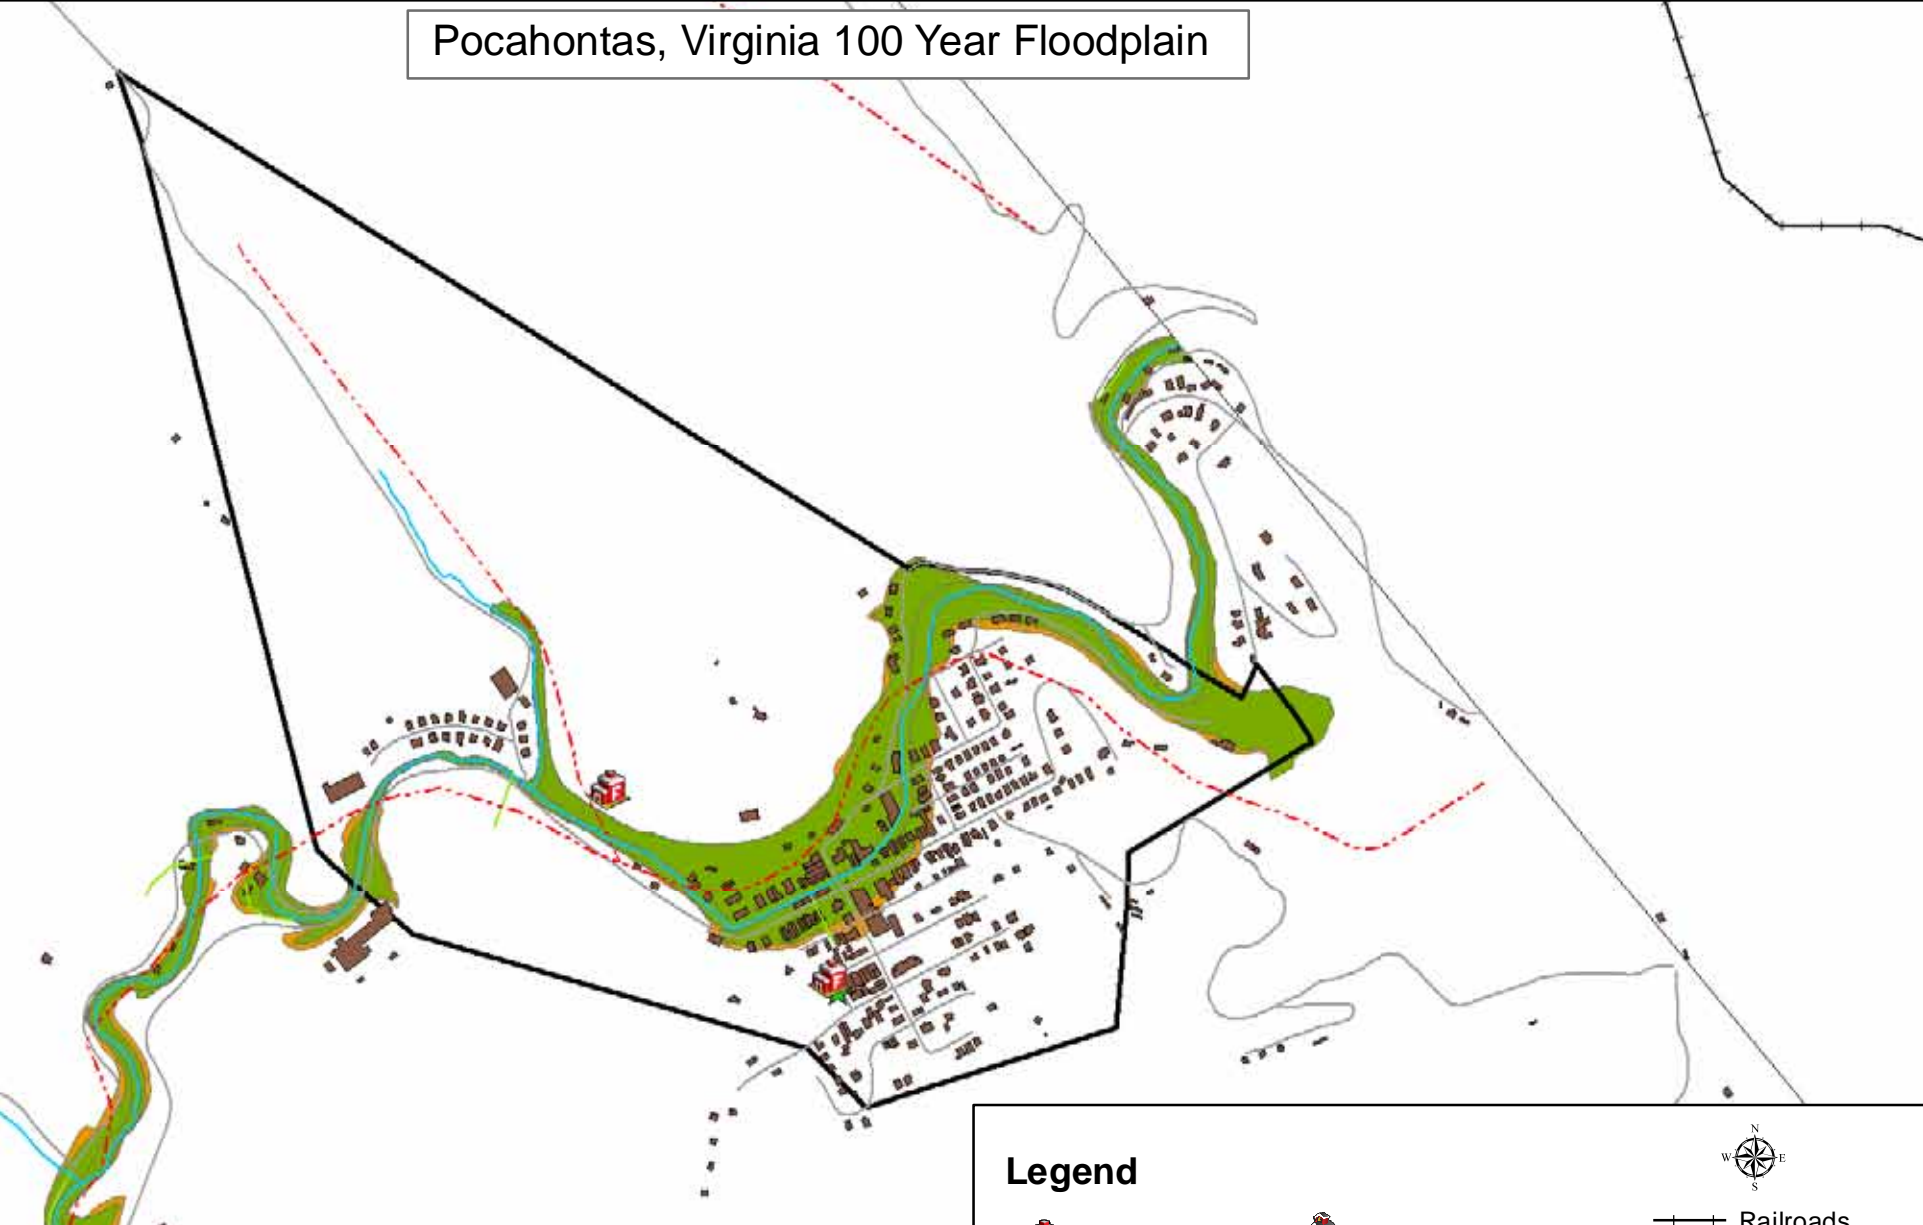 Pocahontas, Virginia 100 Year Floodplain
F
F
Legend
N
W E
S
Railroads